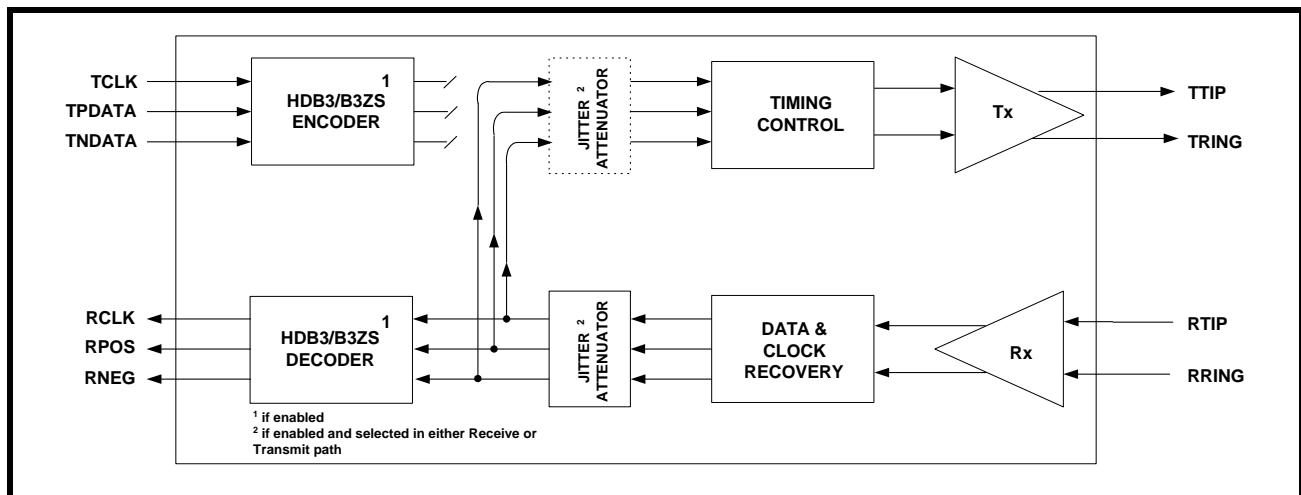 TCLK
TPDATA
TNDATA
HDB3/B3ZS 1
ENCODER
JITTER 2
ATTENUATOR
TIMING
CONTROL
Tx
TTIP
TRING
RCLK
RPOS
RNEG
HDB3/B3ZS 1
DECODER
JITTER 2
ATTENUATOR
DATA &
CLOCK
RECOVERY
Rx
RTIP
RRING
1 if enabled
2 if enabled and selected in either Receive or
Transmit path